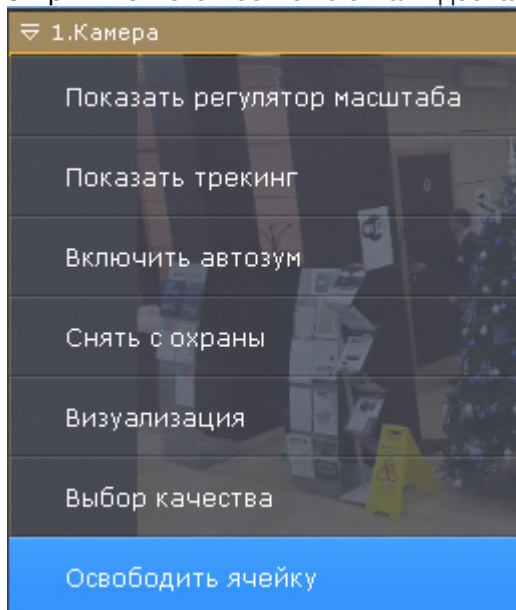 1.Камера
Показать регулятор масштаба
Показать трекинг
Включить автозум
Снять с охраны
Визуализация
Выбор качества
Освободить ячейку